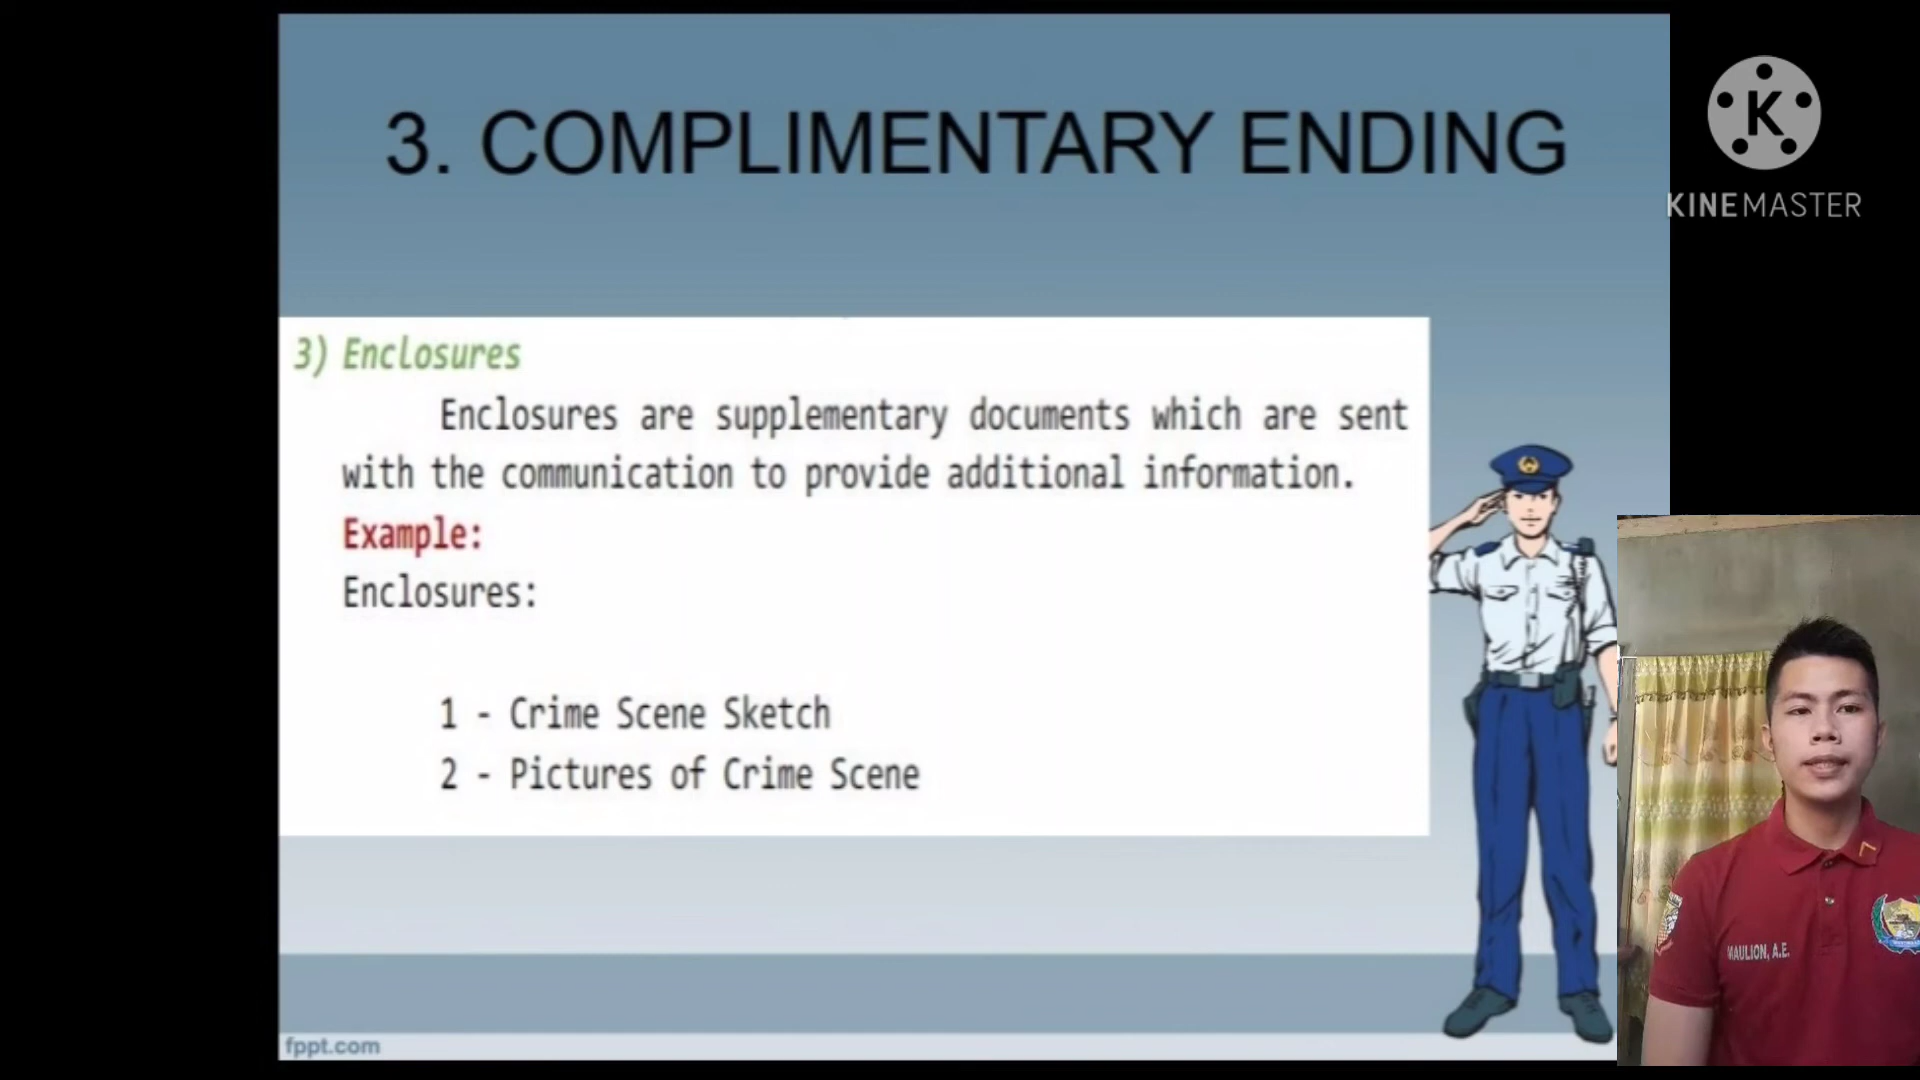 3. COMPLIMENTARY ENDING
K
KINEMASTER
3) Enclosures
Enclosures are supplementary documents which are sent
with the communication to provide additional information.
Example:
Enclosures:
1 - Crime Scene Sketch
2 - Pictures of Crime Scene
MAULION, A.E.
fppt.com